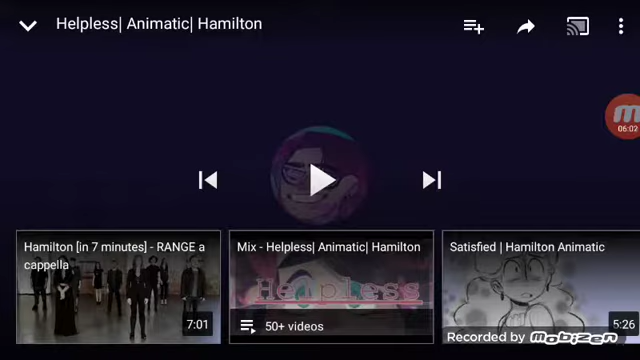 Helpless| Animatic| Hamilton
06:02
Hamilton [in 7 minutes] - RANGE a
cappella
7:01
Mix - Helpless| Animatic| Hamilton
Helpless
50+ videos
Satisfied | Hamilton Animatic
5:26
Recorded by mobizen